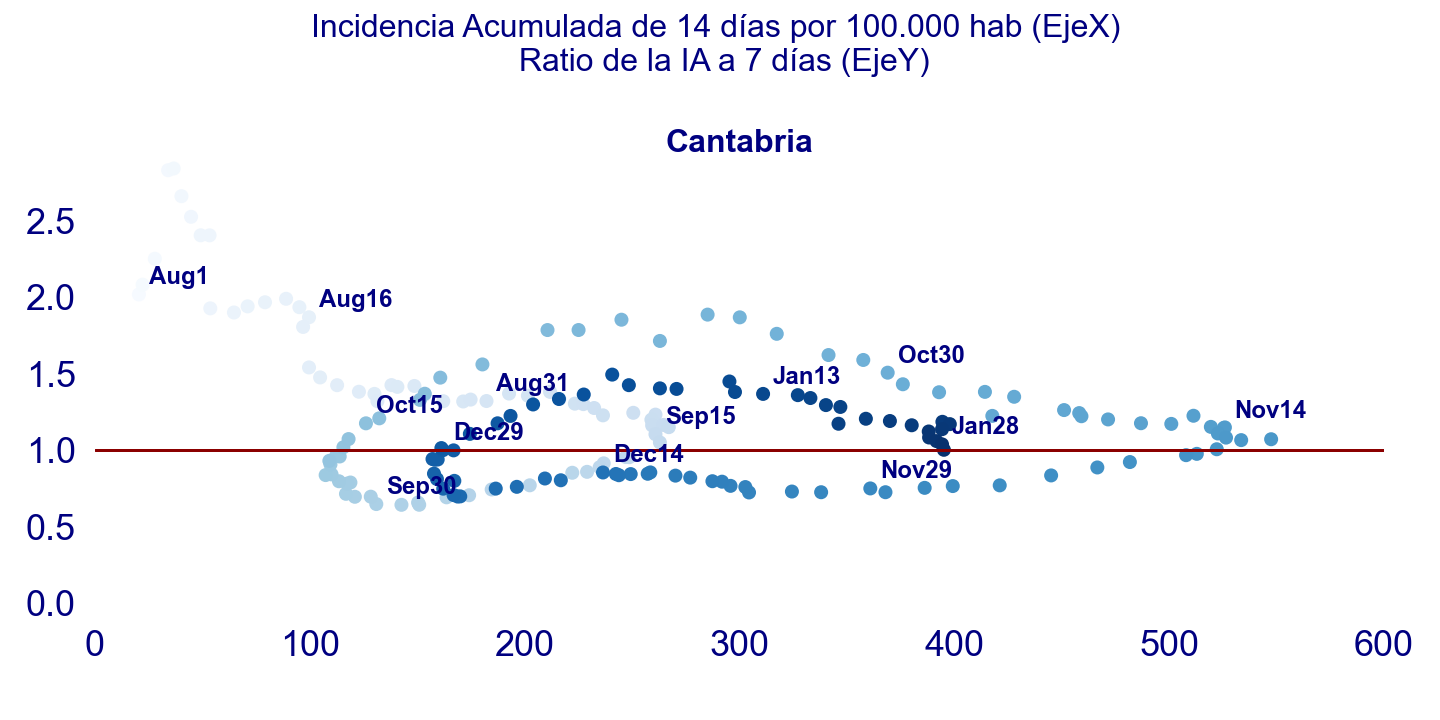 Incidencia Acumulada de 14 días por 100.000 hab (EjeX)
Ratio de la IA a 7 días (EjeY)
Cantabria
2.5
Aug1
2.0
Aug16
Oct30
1.5
Aug31
Jan13
Oct15
Sep15
Nov14
Dec29
Jan28
1.0
Dec14
Nov29
Sep30
0.5
0.0
0 100 200 300 400 500 600